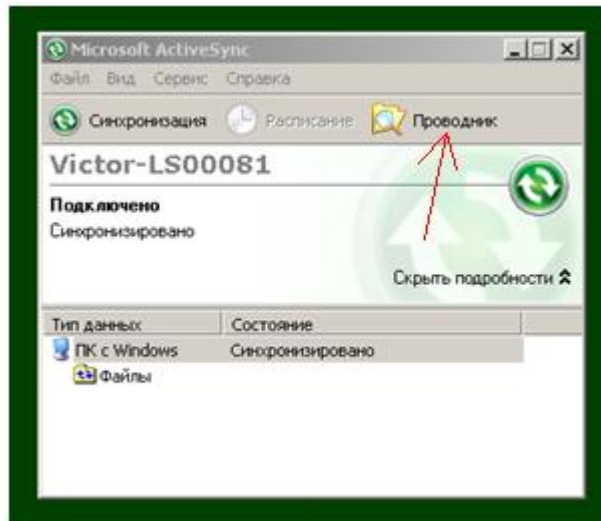 Microsoft ActiveSync
Файл Вид Сервис Справка
Синхронизация Расписание Проводник
Victor-LS00081
Подключено
Синхронизировано
Скрыть подробности
Тип данных Состояние
ПК с Windows Синхронизировано
Файлы